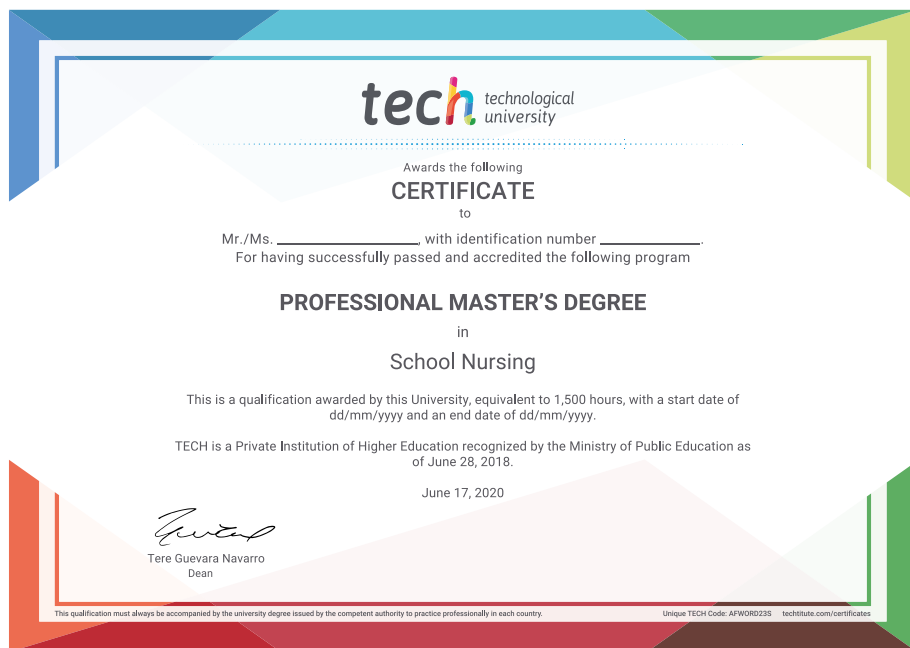 tech technological
university
Awards the following
CERTIFICATE
to
Mr./Ms. ____________________, with identification number ______________.
For having successfully passed and accredited the following program
PROFESSIONAL MASTER'S DEGREE
in
School Nursing
This is a qualification awarded by this University, equivalent to 1,500 hours, with a start date of
dd/mm/yyyy and an end date of dd/mm/yyyy.
TECH is a Private Institution of Higher Education recognized by the Ministry of Public Education as
of June 28, 2018.
June 17, 2020
Tere Guevara Navarro
Dean
This qualification must always be accompanied by the university degree issued by the competent authority to practice professionally in each country. Unique TECH Code: AFWORD23S techtitute.com/certificates